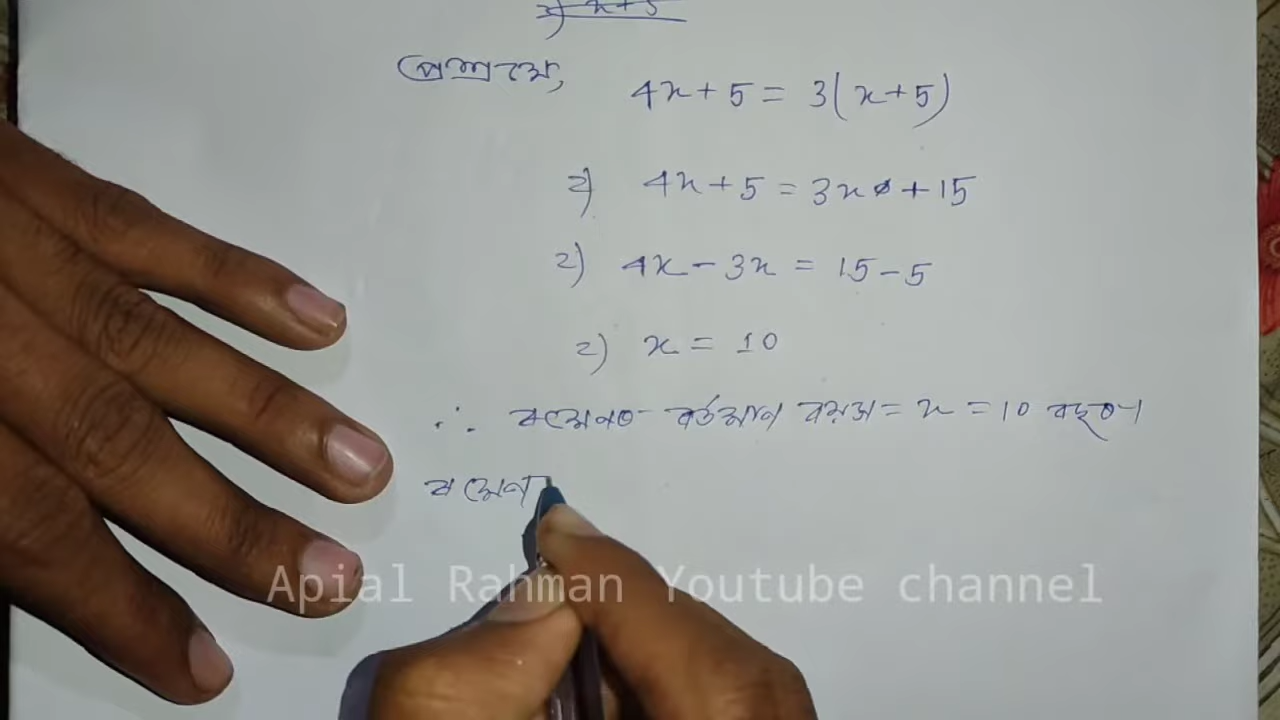 প্রশ্নমতে, 4x + 5 = 3(x + 5)
⇒) 4x + 5 = 3x + 15
⇒) 4x - 3x = 15 - 5
⇒) x = 10
∴ বর্তমান বয়স = x = 10 বছর।
Apial Rahman Youtube channel